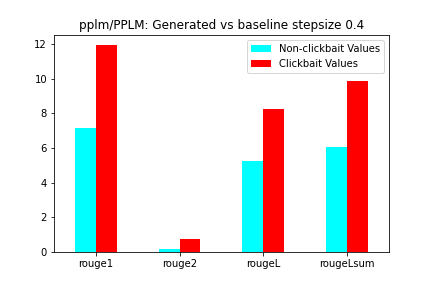 pplm/PPLM: Generated vs baseline stepsize 0.4
Non-clickbait Values
Clickbait Values
12
10
8
6
4
2
0
rouge1 rouge2 rougeL rougeLsum